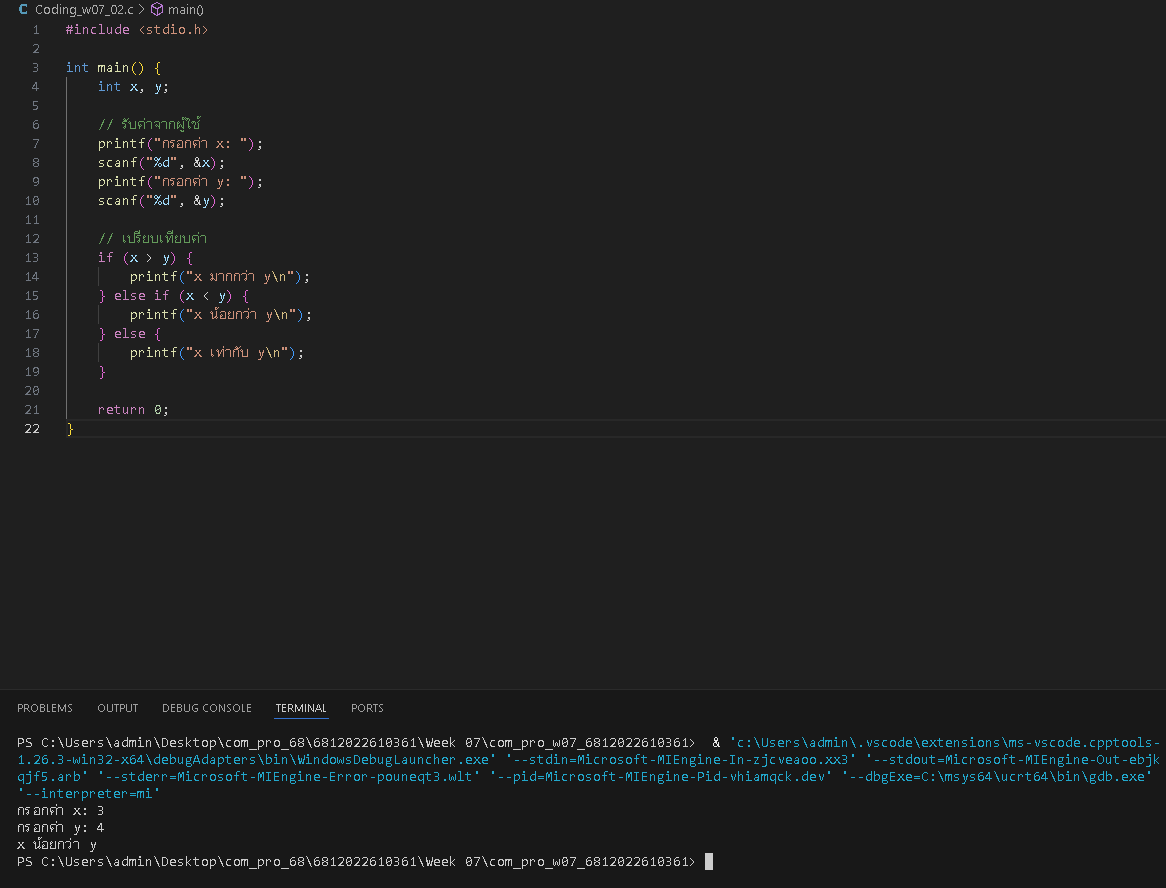 Coding_w07_02.c > main()
1 #include <stdio.h>
2
3 int main() {
4     int x, y;
5
6     // รับค่าจากผู้ใช้
7     printf("กรอกค่า x: ");
8     scanf("%d", &x);
9     printf("กรอกค่า y: ");
10     scanf("%d", &y);
11
12     // เปรียบเทียบค่า
13     if (x > y) {
14         printf("x มากกว่า y\n");
15     } else if (x < y) {
16         printf("x น้อยกว่า y\n");
17     } else {
18         printf("x เท่ากับ y\n");
19     }
20
21     return 0;
22 }
PROBLEMS OUTPUT DEBUG CONSOLE TERMINAL PORTS
PS C:\Users\admin\Desktop\com_pro_68\6812022610361\Week 07\com_pro_w07_6812022610361>  & 'c:\Users\admin\.vscode\extensions\ms-vscode.cpptools-
1.26.3-win32-x64\debugAdapters\bin\WindowsDebugLauncher.exe' '--stdin=Microsoft-MIEngine-In-zjcveaoo.xx3' '--stdout=Microsoft-MIEngine-Out-ebjk
qjf5.arb' '--stderr=Microsoft-MIEngine-Error-pouneqt3.wlt' '--pid=Microsoft-MIEngine-Pid-vhiamqck.dev' '--dbgExe=C:\msys64\ucrt64\bin\gdb.exe'
'--interpreter=mi'
กรอกค่า x: 3
กรอกค่า y: 4
x น้อยกว่า y
PS C:\Users\admin\Desktop\com_pro_68\6812022610361\Week 07\com_pro_w07_6812022610361>